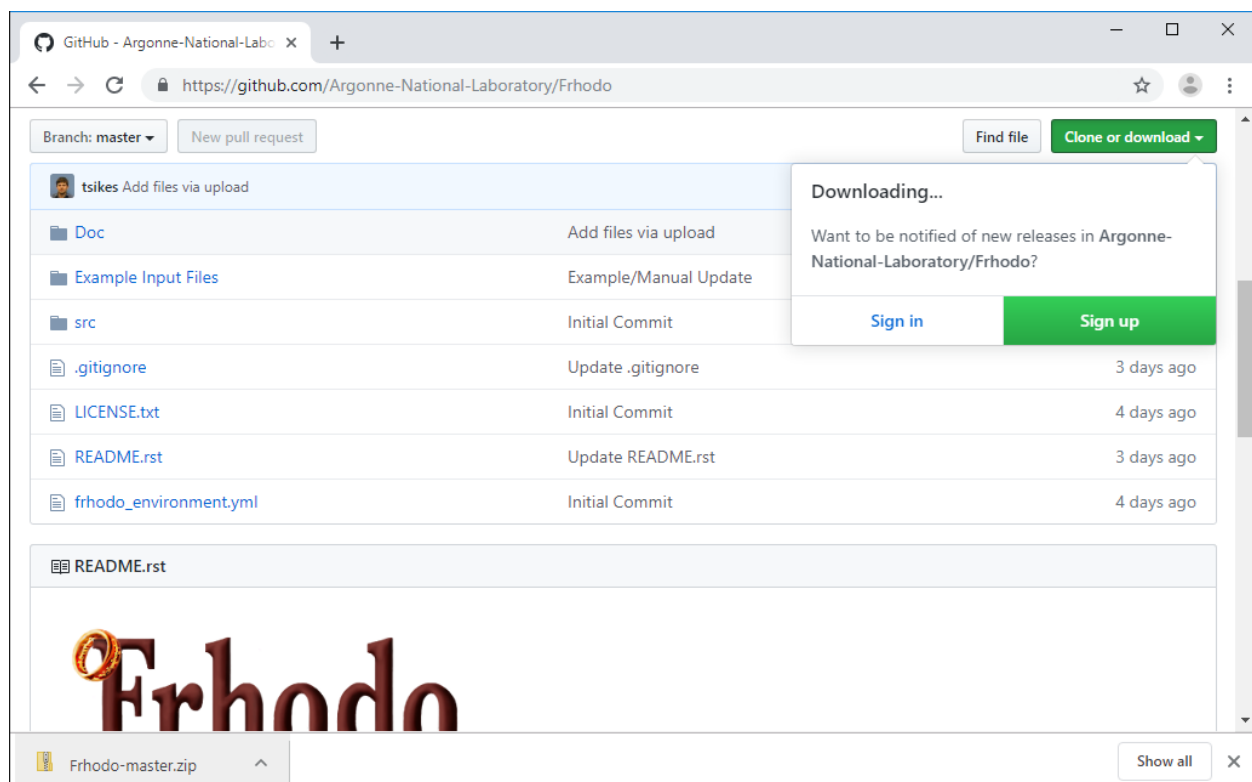 GitHub - Argonne-National-Labo
https://github.com/Argonne-National-Laboratory/Frhodo
Branch: master New pull request Find file Clone or download
tsikes Add files via upload
Downloading...
Want to be notified of new releases in Argonne-
National-Laboratory/Frhodo?
Sign in Sign up
Doc Add files via upload
Example Input Files Example/Manual Update
src Initial Commit
.gitignore Update .gitignore 3 days ago
LICENSE.txt Initial Commit 4 days ago
README.rst Update README.rst 3 days ago
frhodo_environment.yml Initial Commit 4 days ago
README.rst
Frhodo
Frhodo-master.zip Show all